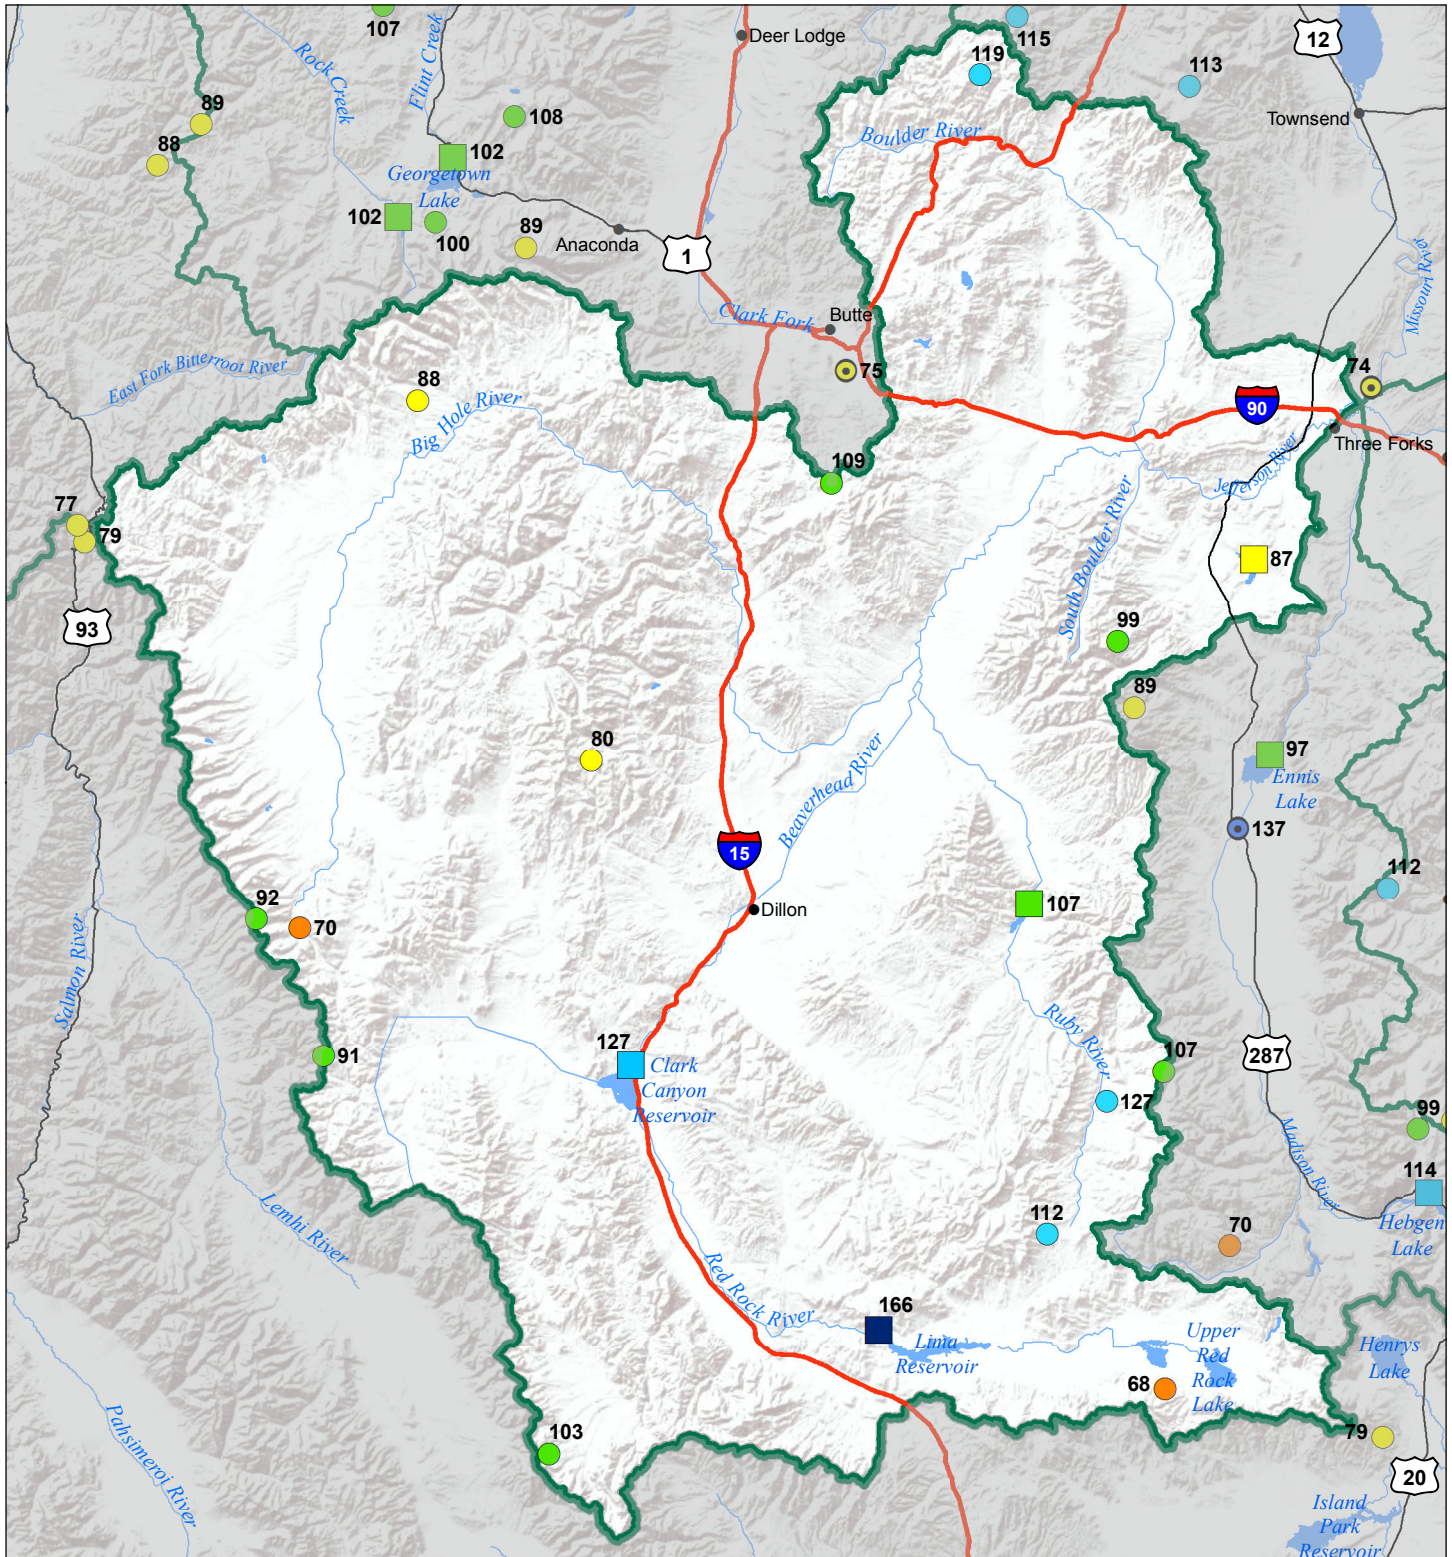 107
Rock Creek
Flint Creek
Deer Lodge
115
12
119
113
89
108
Townsend
88
Boulder River
102
Georgetown
Lake
102
100
89
Anaconda
1
Missouri River
Clark Fork
Butte
East Fork Bitterroot River
75
74
88
90
Big Hole River
Three Forks
Jefferson River
109
77
79
South Boulder River
87
93
99
89
80
Beaverhead River
97
Ennis
Lake
137
15
112
92
70
Dillon
107
Salmon River
Ruby River
91
127
Clark
Canyon
Reservoir
107
287
127
99
Madison River
114
Lemhi River
112
70
Hebgen
Lake
Red Rock River
166
Lima
Reservoir
Upper
Red
Rock
Lake
Henrys
Lake
68
Pahsimeroi River
103
79
20
Island
Park
Reservoir